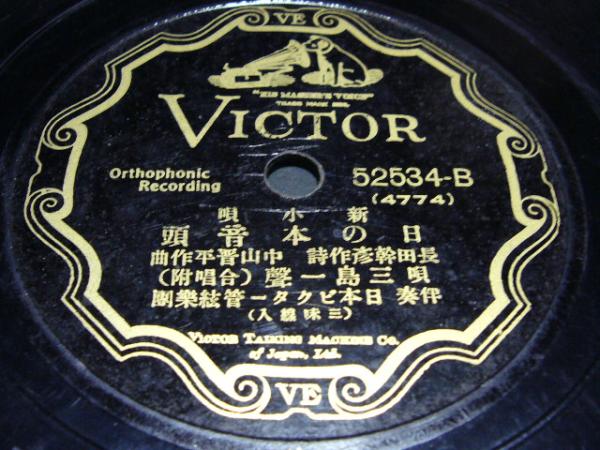 VE
"HIS MASTER'S VOICE"
TRADE MARK REG.
VICTOR
Orthophonic
Recording
52534-B
(4774)
新小唄
日の本音頭
長田幹彦作詩 中山晋平作曲
唄 三島一聲 (合唱附)
伴奏 日本ビクター管絃樂團
(三味線入)
VICTOR TALKING MACHINE CO.
of Japan, Ltd.
VE